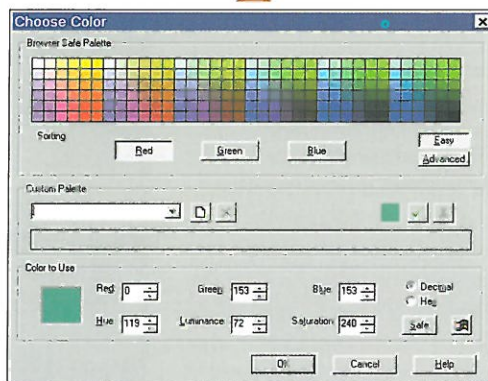 Choose Color
Browser Safe Palette
Sorting
Red Green Blue
Easy
Advanced
Custom Palette
Color to Use
Red: 0 Green: 153 Blue: 153 Decimal
Hex
Hue 119 Luminance 72 Saturation 240 Safe
OK Cancel Help